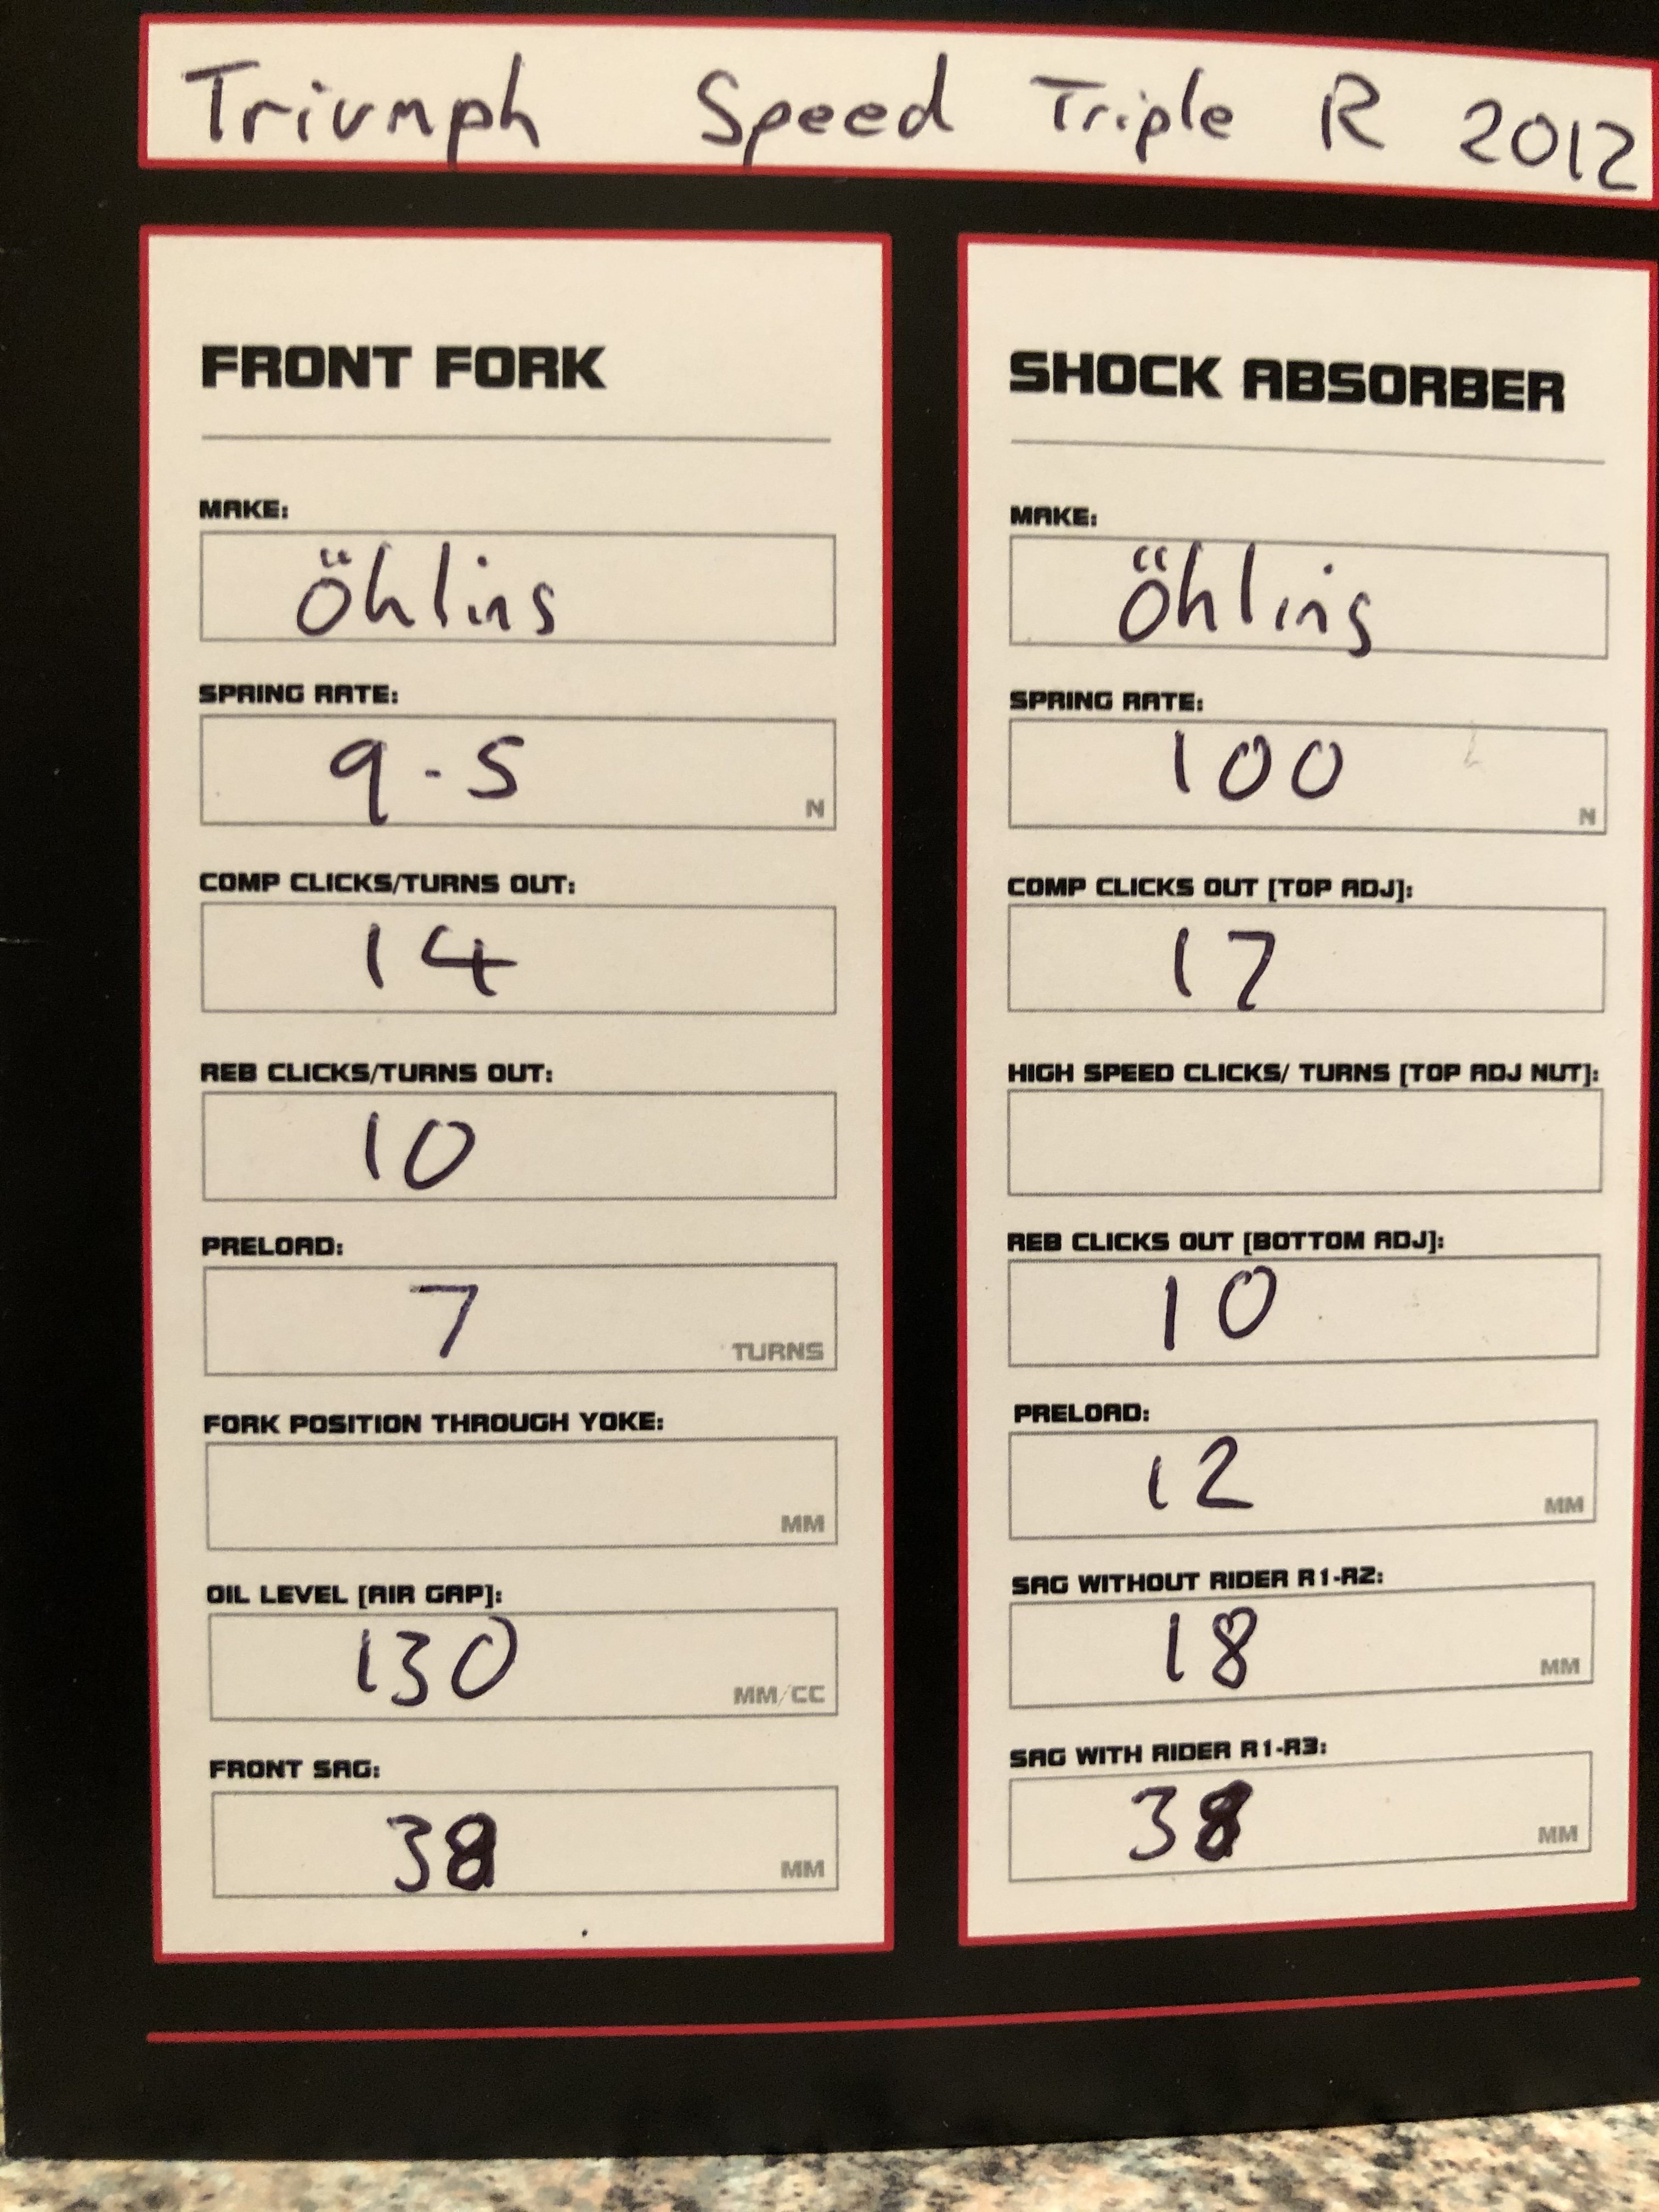 Triumph Speed Triple R 2012
FRONT FORK
MAKE:
Öhlins
SPRING RATE:
9.5
N
COMP CLICKS/TURNS OUT:
14
REB CLICKS/TURNS OUT:
10
PRELOAD:
7
TURNS
FORK POSITION THROUGH YOKE:
MM
OIL LEVEL [AIR GAP]:
130
MM/CC
FRONT SAG:
38
MM
SHOCK ABSORBER
MAKE:
Öhlins
SPRING RATE:
100
N
COMP CLICKS OUT [TOP ADJ]:
17
HIGH SPEED CLICKS/ TURNS [TOP ADJ NUT]:
REB CLICKS OUT [BOTTOM ADJ]:
10
PRELOAD:
12
MM
SAG WITHOUT RIDER R1-R2:
18
MM
SAG WITH RIDER R1-R3:
38
MM